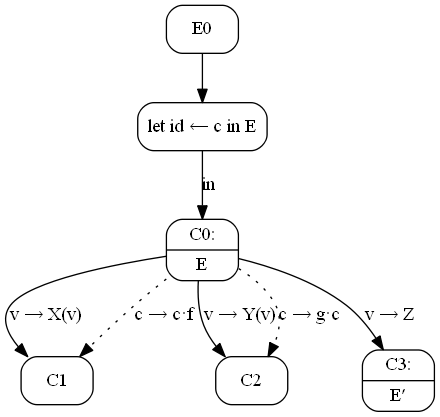 E0
let id ← c in E
in
C0:
E
v → X(v)
c → c·f
v → Y(v)
c → g·c
v → Z
C1
C2
C3:
E′